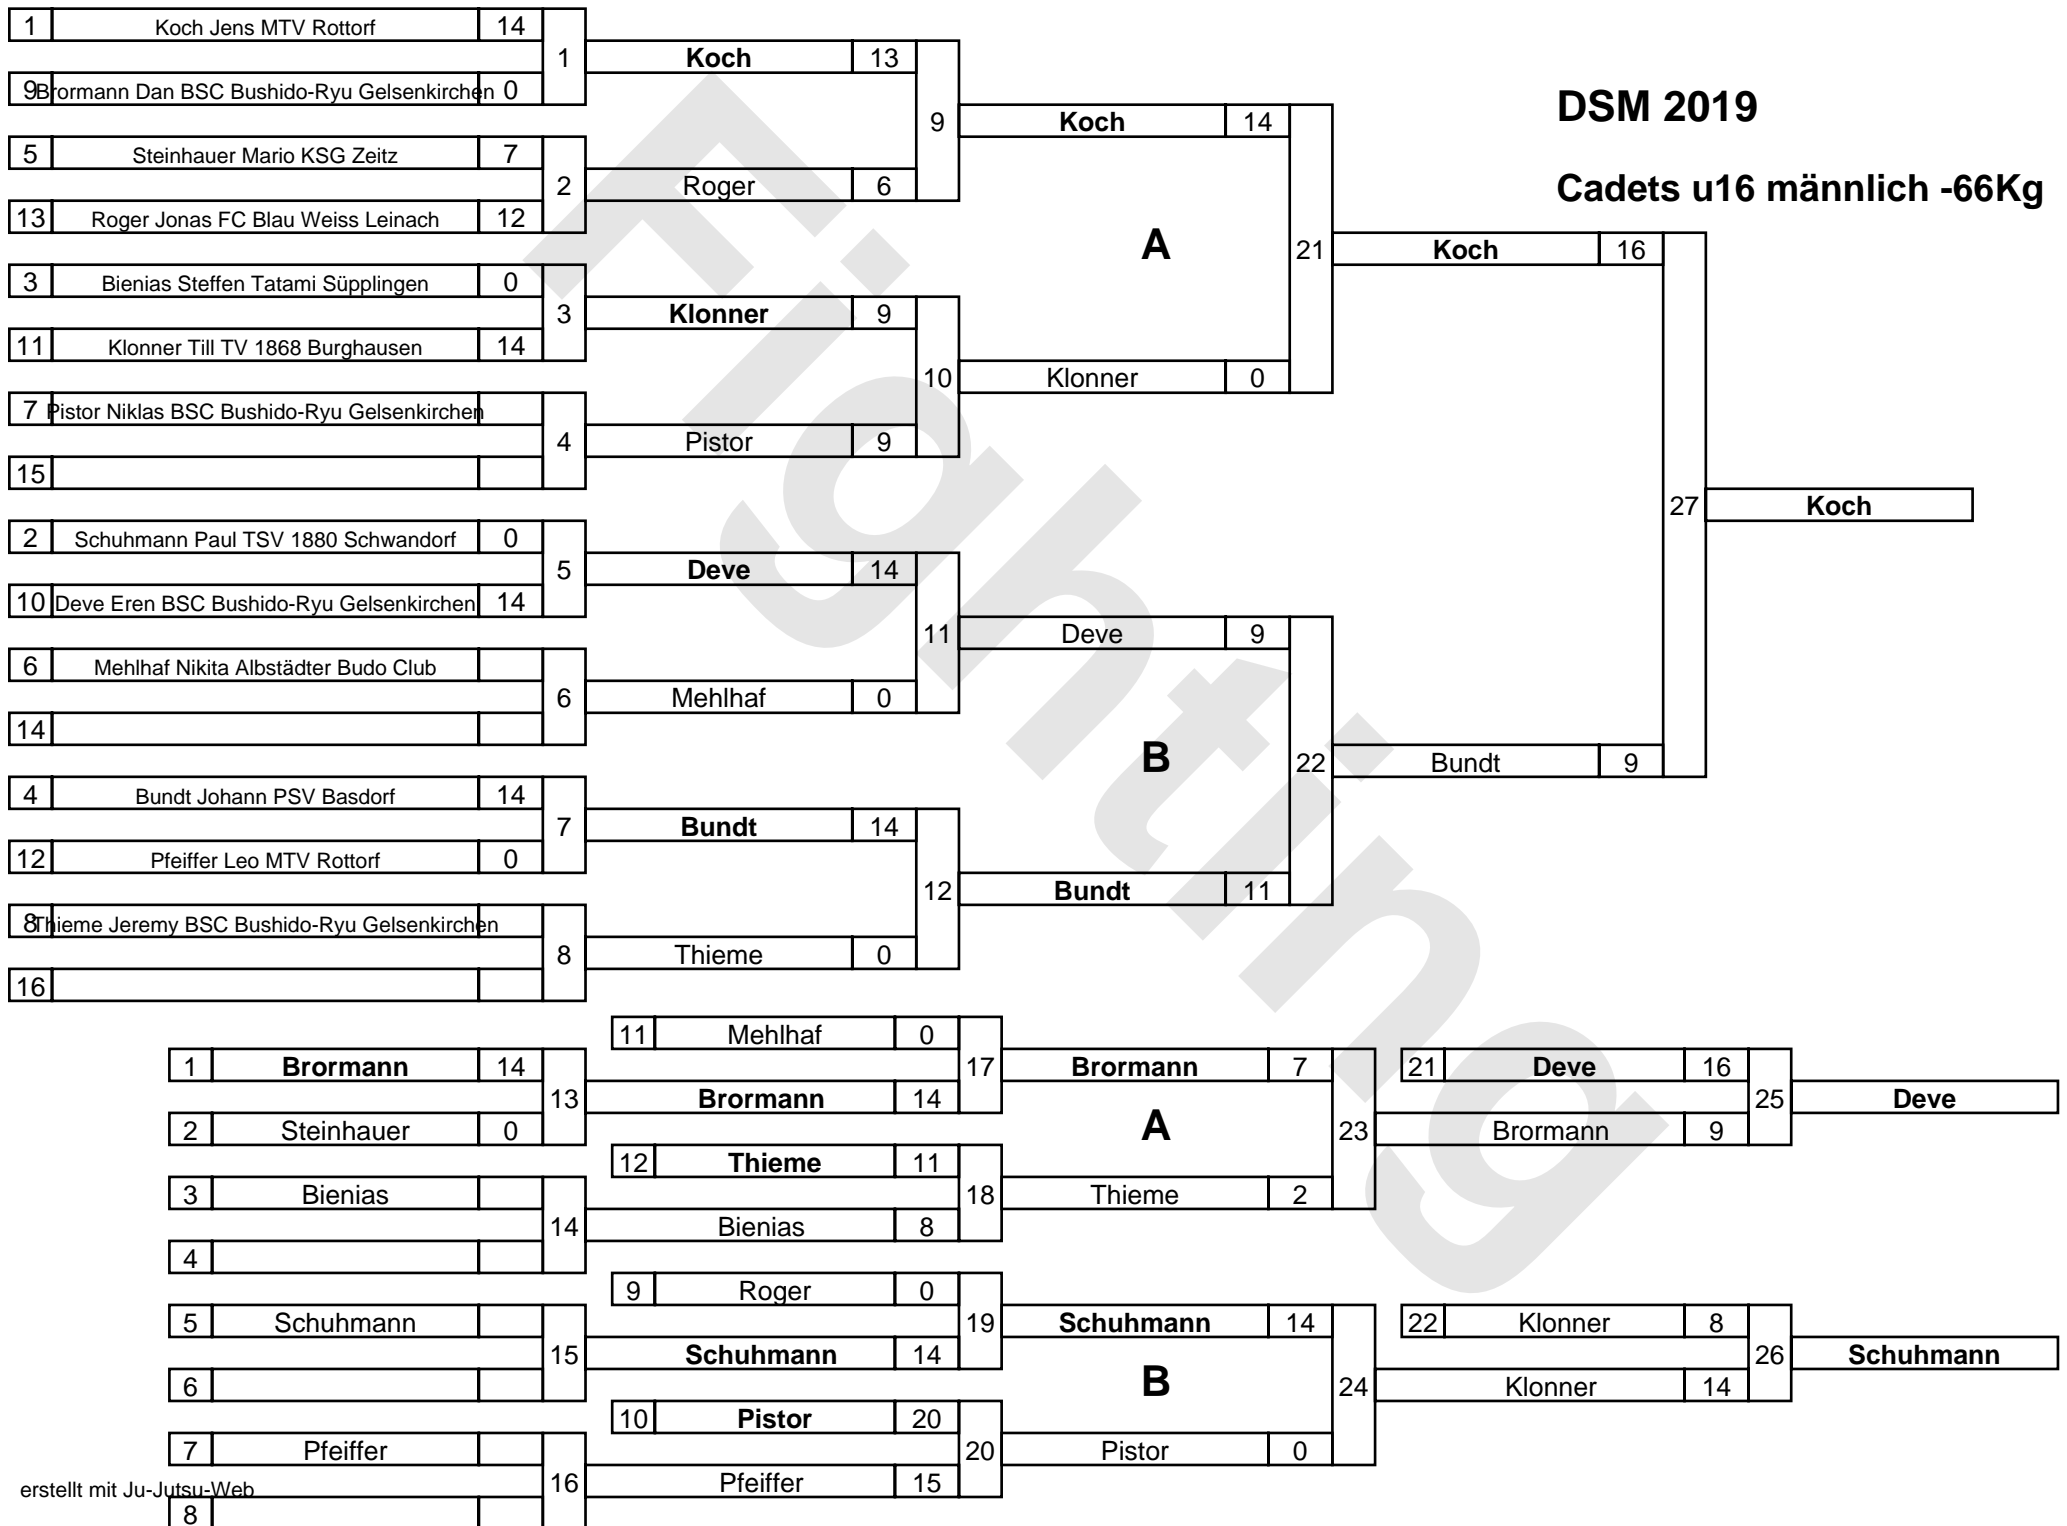 DSM 2019
Cadets u16 männlich -66Kg
Fighting
1 Koch Jens MTV Rottorf 14
1
9 Brormann Dan BSC Bushido-Ryu Gelsenkirchen 0
5 Steinhauer Mario KSG Zeitz 7
2
13 Roger Jonas FC Blau Weiss Leinach 12
3 Bienias Steffen Tatami Süpplingen 0
3
11 Klonner Till TV 1868 Burghausen 14
7 Pistor Niklas BSC Bushido-Ryu Gelsenkirchen
4
15
2 Schuhmann Paul TSV 1880 Schwandorf 0
5
10 Deve Eren BSC Bushido-Ryu Gelsenkirchen 14
6 Mehlhaf Nikita Albstädter Budo Club
6
14
4 Bundt Johann PSV Basdorf 14
7
12 Pfeiffer Leo MTV Rottorf 0
8 Thieme Jeremy BSC Bushido-Ryu Gelsenkirchen
8
16
Koch 13
9
Roger 6
Klonner 9
10
Pistor 9
Deve 14
11
Mehlhaf 0
Bundt 14
12
Thieme 0
Koch 14
A
21
Klonner 0
Deve 9
B
22
Bundt 11
Koch 16
27
Bundt 9
Koch
1 Brormann 14
13
2 Steinhauer 0
3 Bienias
14
4
5 Schuhmann
15
6
7 Pfeiffer
16
8
11 Mehlhaf 0
17
Brormann 14
12 Thieme 11
18
Bienias 8
9 Roger 0
19
Schuhmann 14
10 Pistor 20
20
Pfeiffer 15
Brormann 7
A
23
Thieme 2
Schuhmann 14
B
24
Pistor 0
21 Deve 16
25
Brormann 9
Deve
22 Klonner 8
26
Klonner 14
Schuhmann
erstellt mit Ju-Jutsu-Web